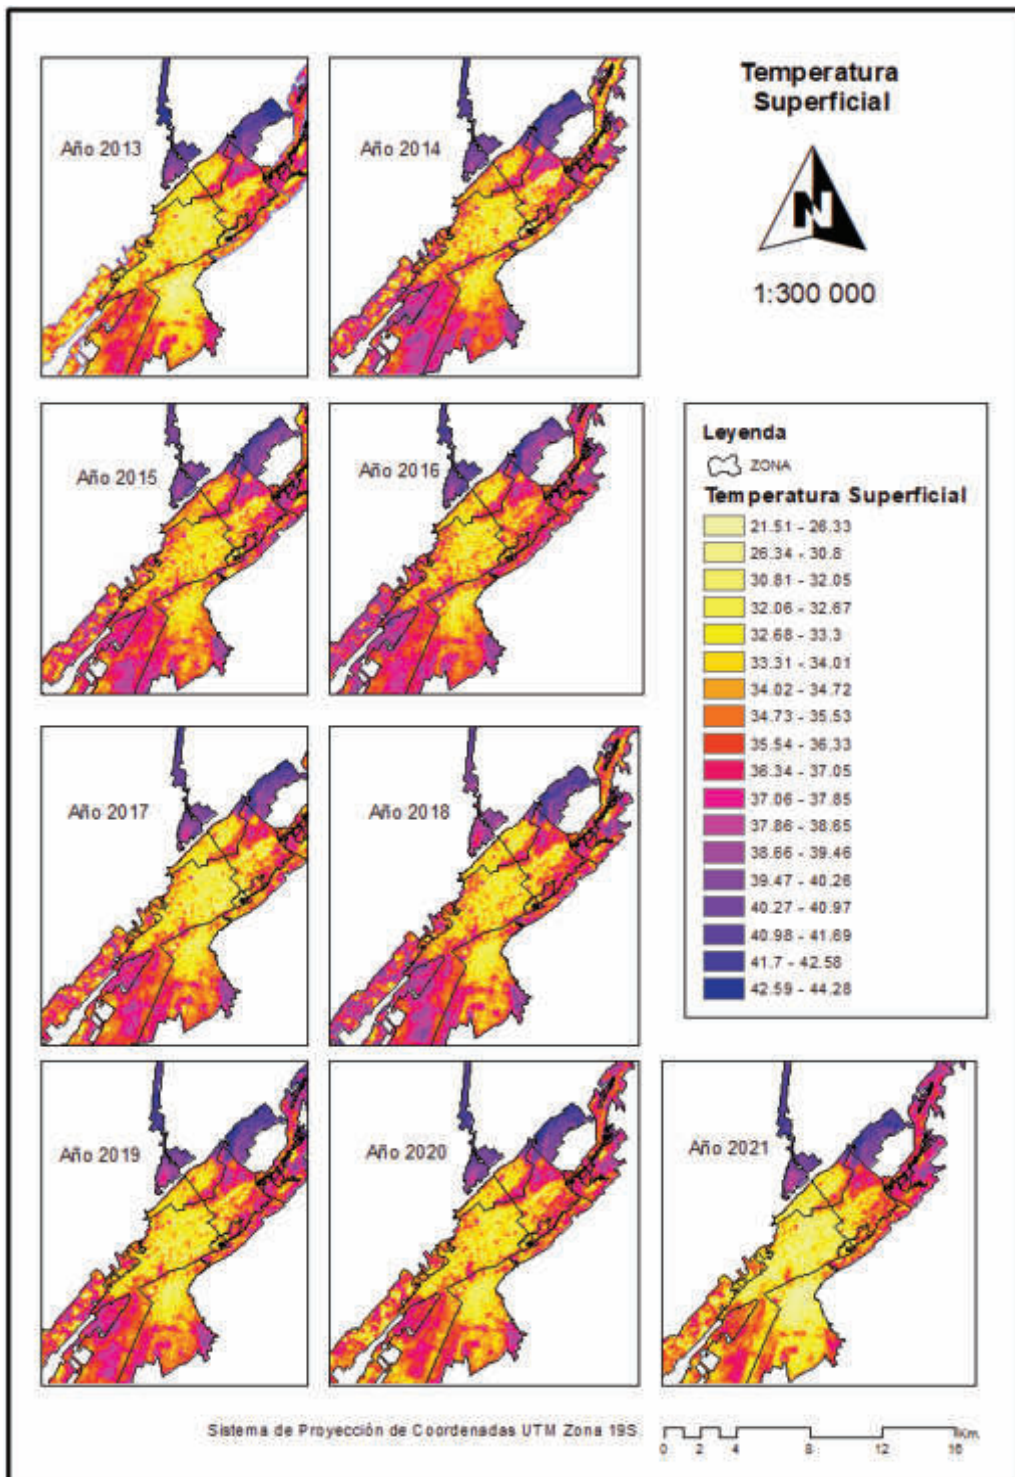 Temperatura
Superficial
Año 2013
Año 2014
N
1:300 000
Año 2015
Año 2016
Leyenda
ZONA
Temperatura Superficial
21.51 - 26.33
26.34 - 30.8
30.81 - 32.05
32.06 - 32.67
32.68 - 33.3
33.31 - 34.01
34.02 - 34.72
34.73 - 35.53
35.54 - 36.33
36.34 - 37.05
37.06 - 37.85
37.86 - 38.65
38.66 - 39.46
39.47 - 40.26
40.27 - 40.97
40.98 - 41.69
41.7 - 42.58
42.59 - 44.28
Año 2017
Año 2018
Año 2019
Año 2020
Año 2021
Sistema de Proyección de Coordenadas UTM Zona 19S.
Km.
0 2 4 8 12 16